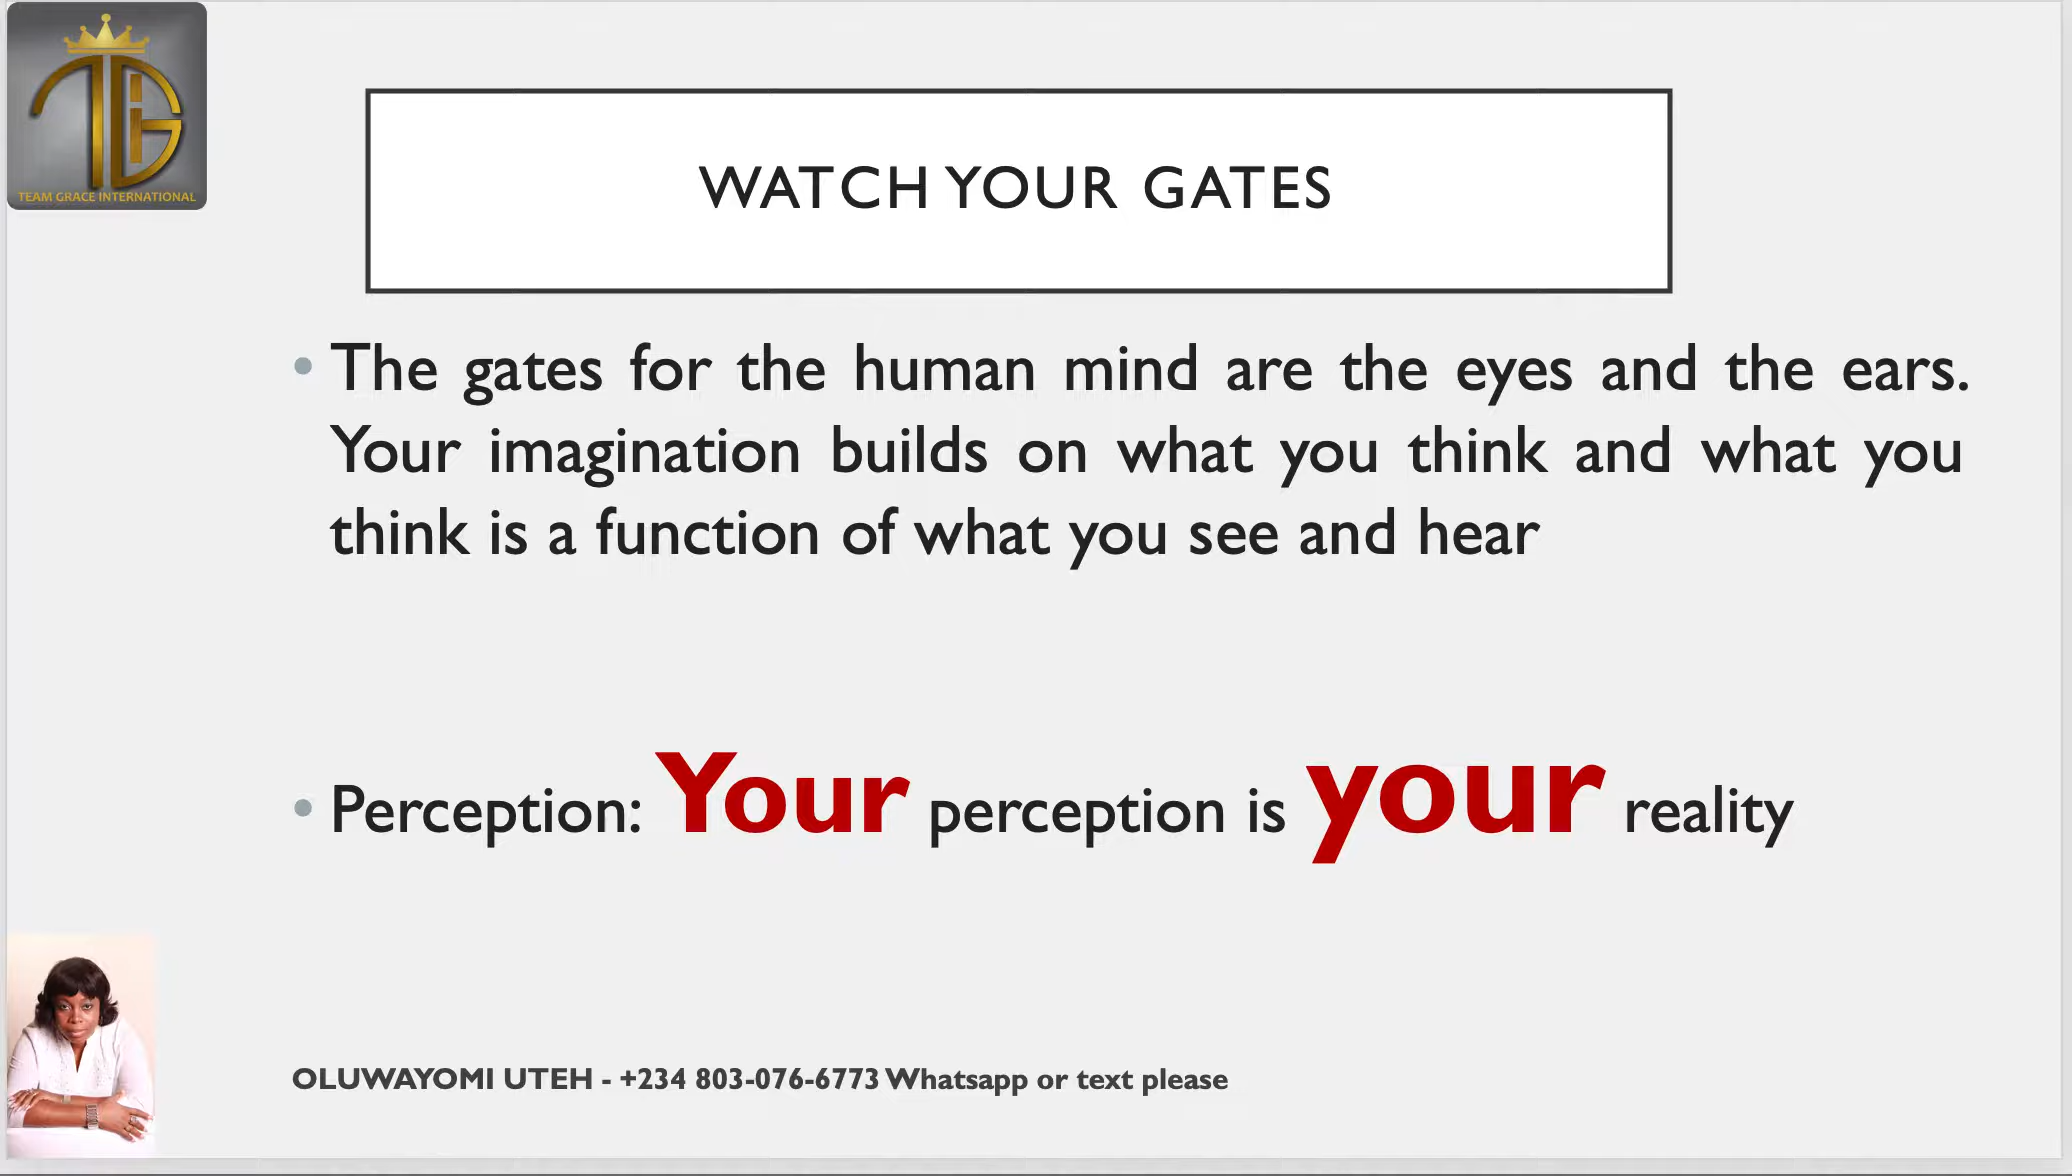 TEAM GRACE INTERNATIONAL
WATCH YOUR GATES
• The gates for the human mind are the eyes and the ears.
Your imagination builds on what you think and what you
think is a function of what you see and hear
• Perception: Your perception is your reality
OLUWAYOMI UTEH - +234 803-076-6773 Whatsapp or text please